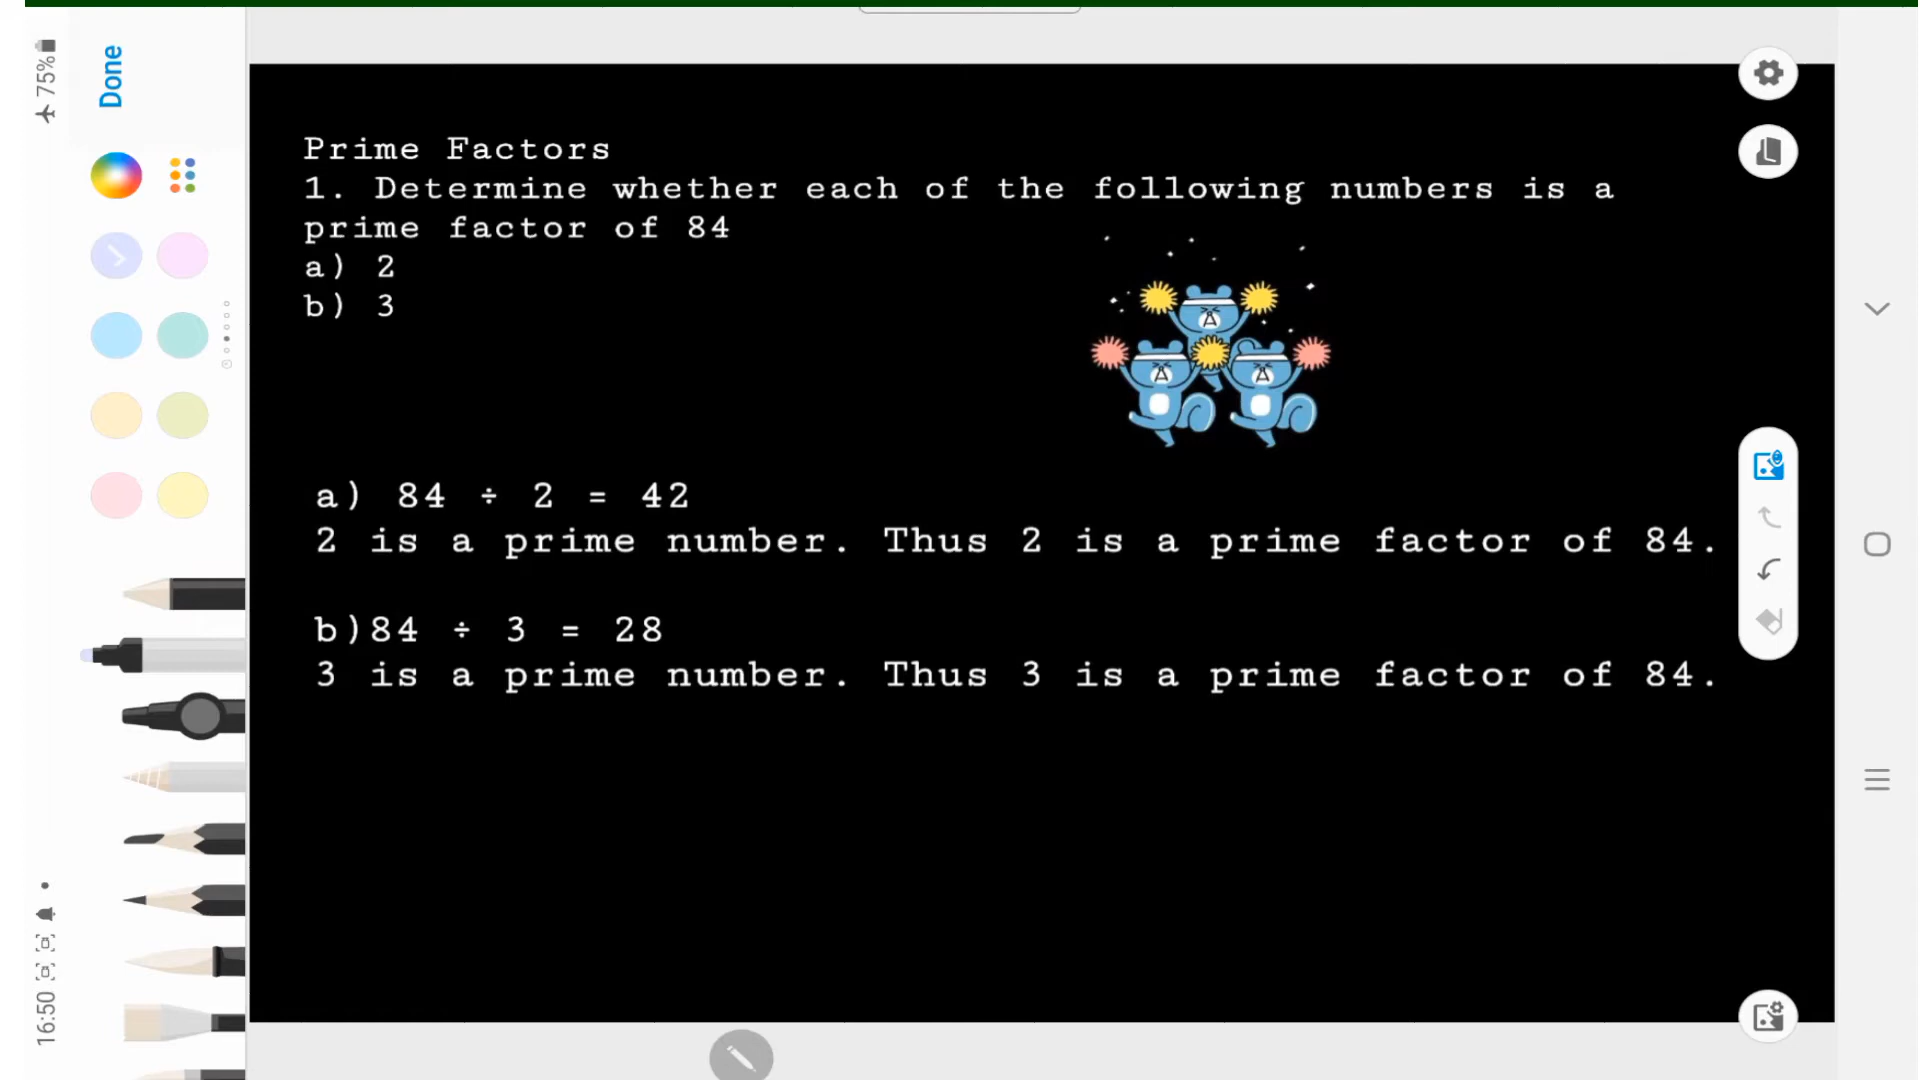 75%
Done
16:50
Prime Factors
1. Determine whether each of the following numbers is a
prime factor of 84
a) 2
b) 3
a) 84 ÷ 2 = 42
2 is a prime number. Thus 2 is a prime factor of 84.
b)84 ÷ 3 = 28
3 is a prime number. Thus 3 is a prime factor of 84.